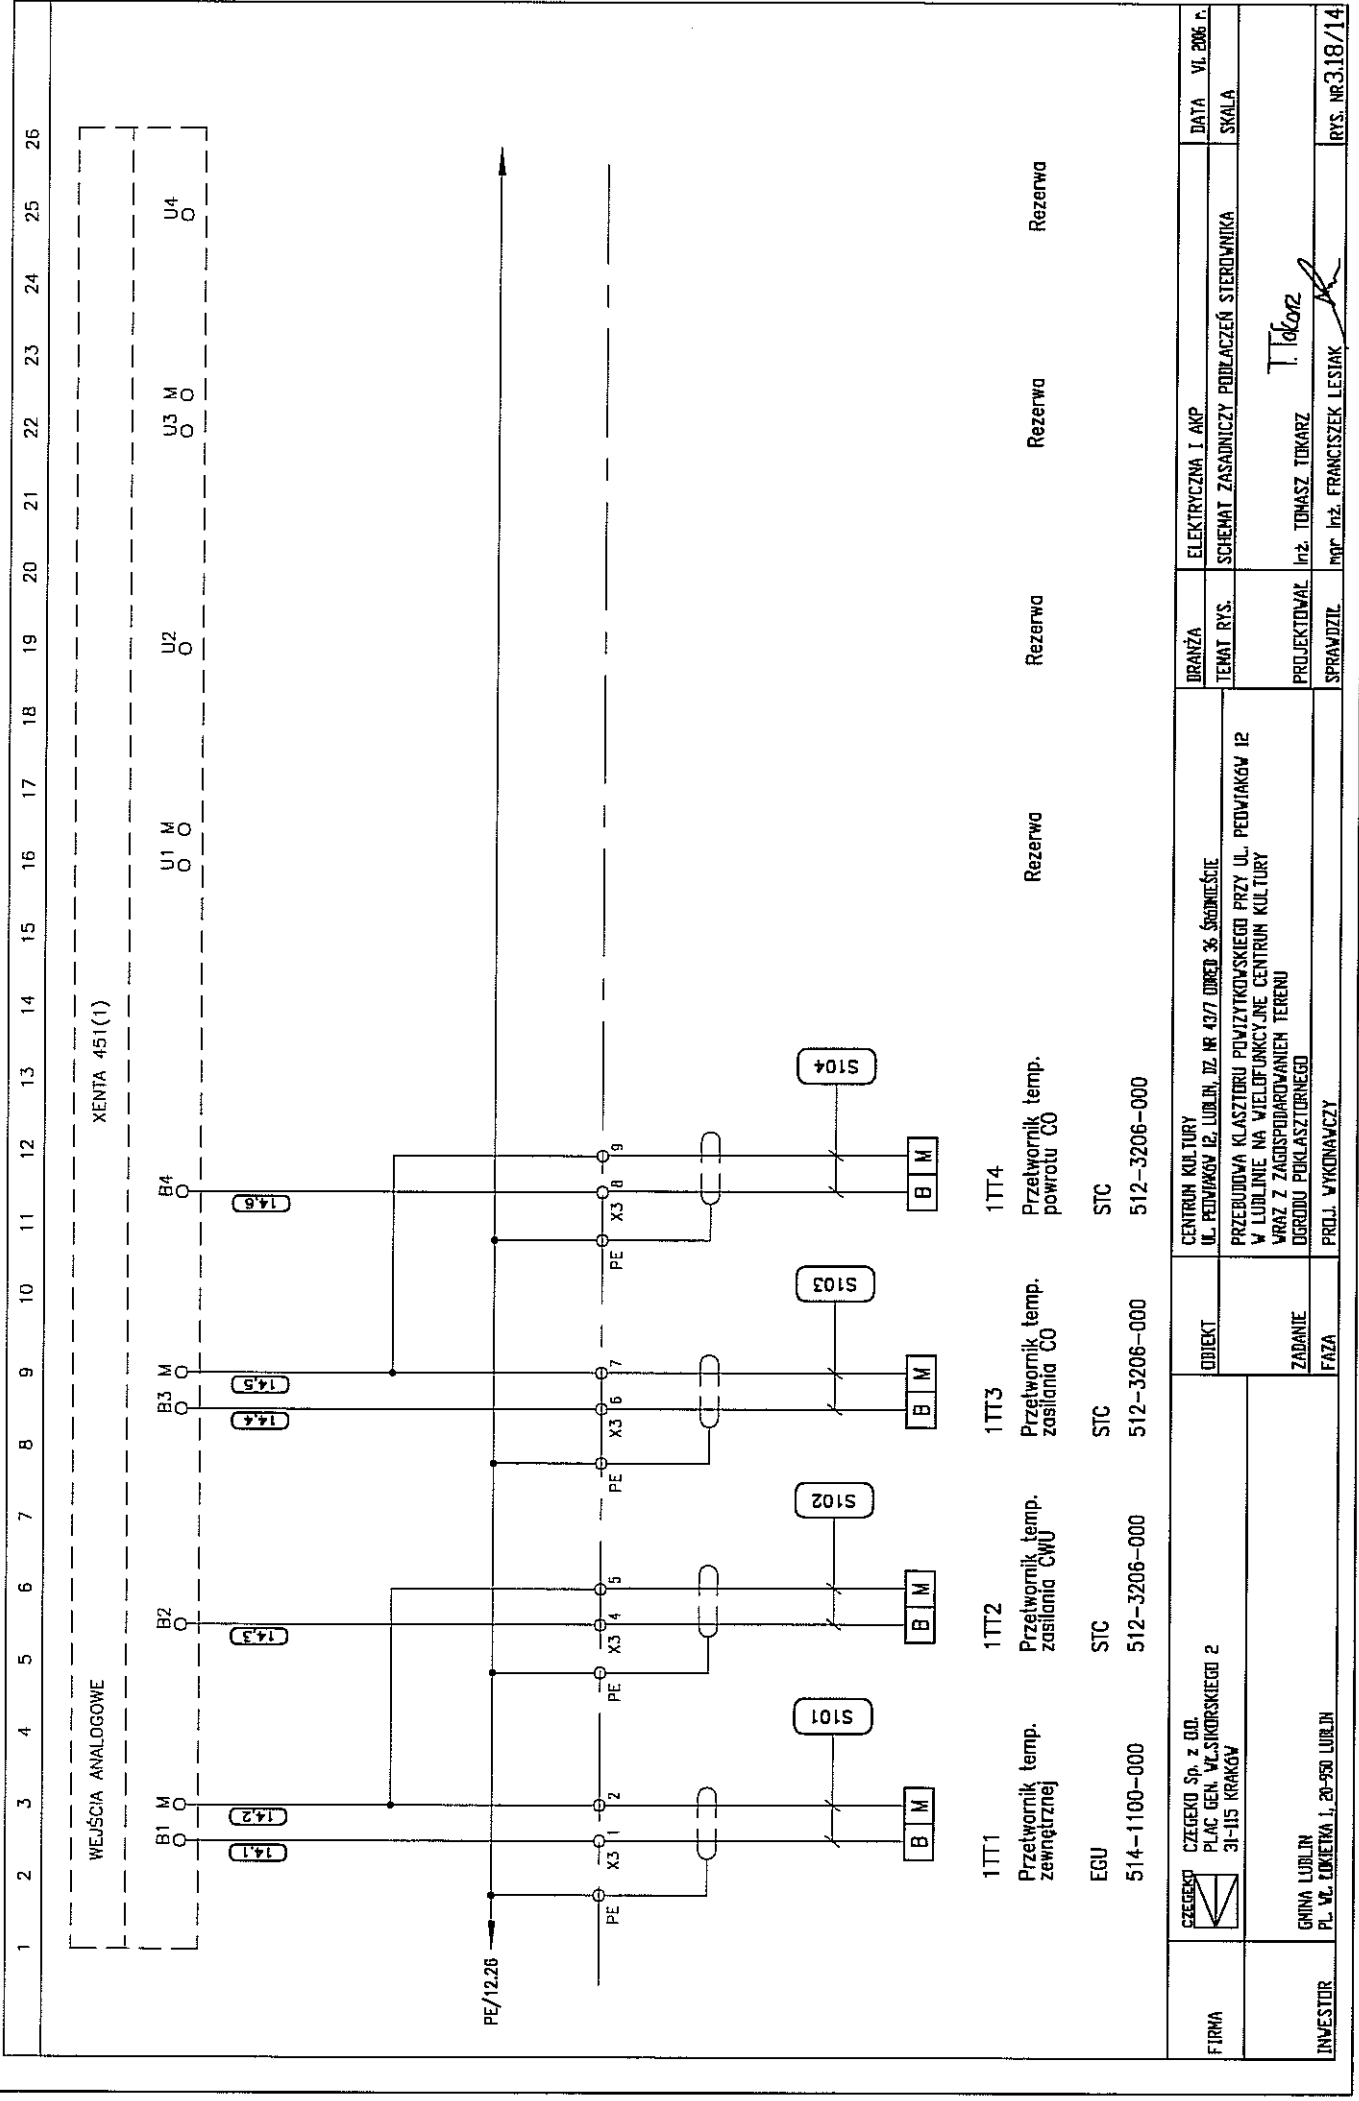 1 2 3 4 5 6 7 8 9 10 11 12 13 14 15 16 17 18 19 20 21 22 23 24 25 26
WEJŚCIA ANALOGOWE
XENTA 451(1)
B1 M B2 B3 M B4 U1 M U2 U3 M U4
14.1 14.2 14.3 14.4 14.5 14.6
PE/12.26
PE X3 1 2 PE X3 4 5 PE X3 6 7 PE X3 8 9
S101 S102 S103 S104
B M B M B M B M
1TT1
Przetwornik temp.
zewnętrznej
EGU
514-1100-000
1TT2
Przetwornik temp.
zasilania CWU
STC
512-3206-000
1TT3
Przetwornik temp.
zasilania CO
STC
512-3206-000
1TT4
Przetwornik temp.
powrotu CO
STC
512-3206-000
Rezerwa
Rezerwa
Rezerwa
Rezerwa
FIRMA
CZEGEKO
CZEGEKO Sp. z O.O.
PLAC GEN. WŁ.SIKORSKIEGO 2
31-115 KRAKÓW
INWESTOR
GMINA LUBLIN
PL. WŁ. ŁOKIETKA 1, 20-950 LUBLIN
OBIEKT
CENTRUM KULTURY
UL. PEOWIAKÓW 12, LUBLIN, DZ. NR 43/7 OBRĘB 36 ŚRÓDMIEŚCIE
ZADANIE
PRZEBUDOWA KLASZTORU POWIZYTKOWSKIEGO PRZY UL. PEOWIAKÓW 12
W LUBLINIE NA WIELOFUNKCYJNE CENTRUM KULTURY
WRAZ Z ZAGOSPODAROWANIEM TERENU
OGRODU POKLASZTORNEGO
FAZA
PROJ. WYKONAWCZY
BRANŻA
ELEKTRYCZNA I AKP
TEMAT RYS.
SCHEMAT ZASADNICZY PODŁACZEŃ STEROWNIKA
PROJEKTOWAŁ
inż. TOMASZ TOKARZ
T. Tokarz
SPRAWDZIŁ
mgr inż. FRANCISZEK LESIAK
DATA VI. 2006 r.
SKALA
RYS. NR3.18/14